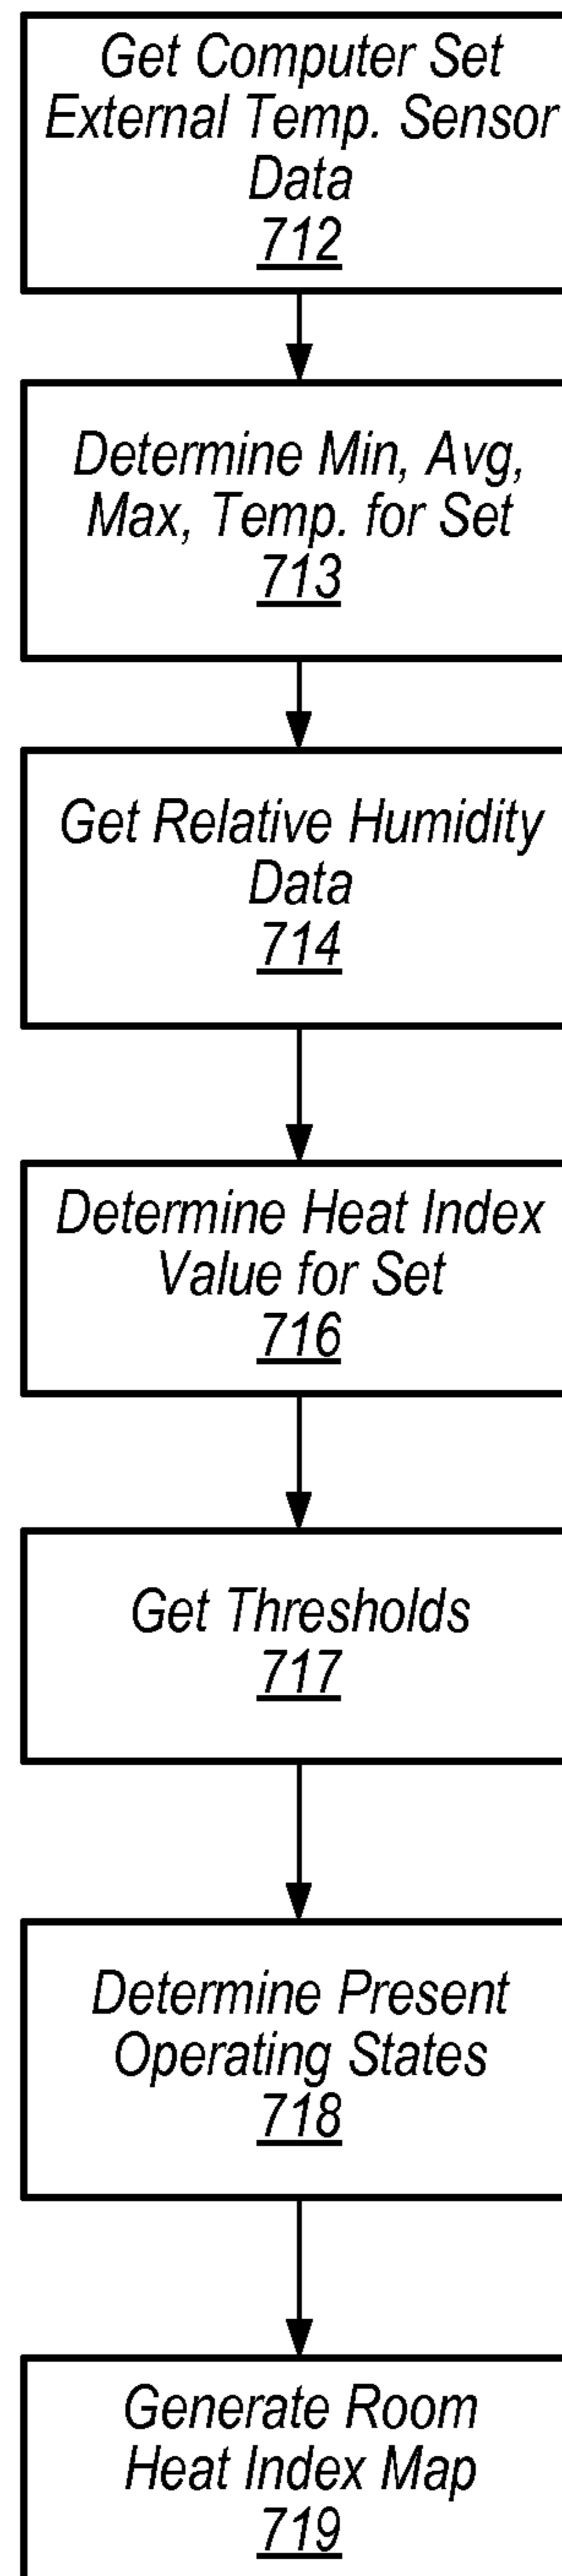 Get Computer Set
External Temp. Sensor
Data
712
Determine Min, Avg,
Max, Temp. for Set
713
Get Relative Humidity
Data
714
Determine Heat Index
Value for Set
716
Get Thresholds
717
Determine Present
Operating States
718
Generate Room
Heat Index Map
719